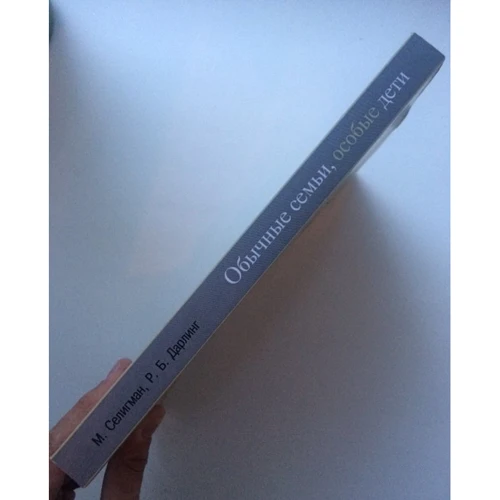 М. Селигман, Р. Б. Дарлинг
Обычные семьи, особые дети